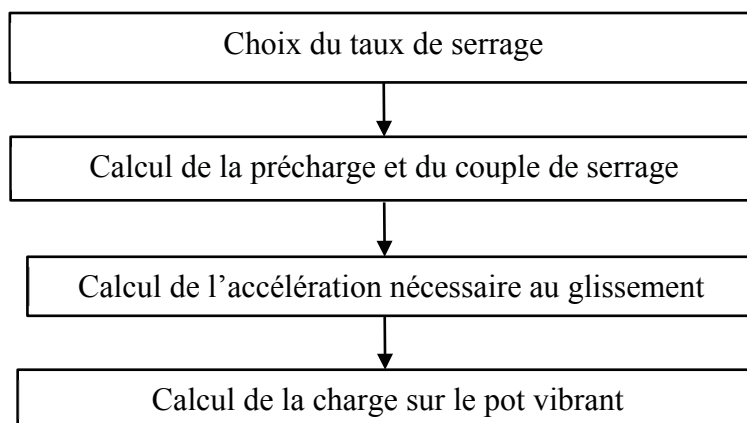 Choix du taux de serrage
Calcul de la précharge et du couple de serrage
Calcul de l’accélération nécessaire au glissement
Calcul de la charge sur le pot vibrant